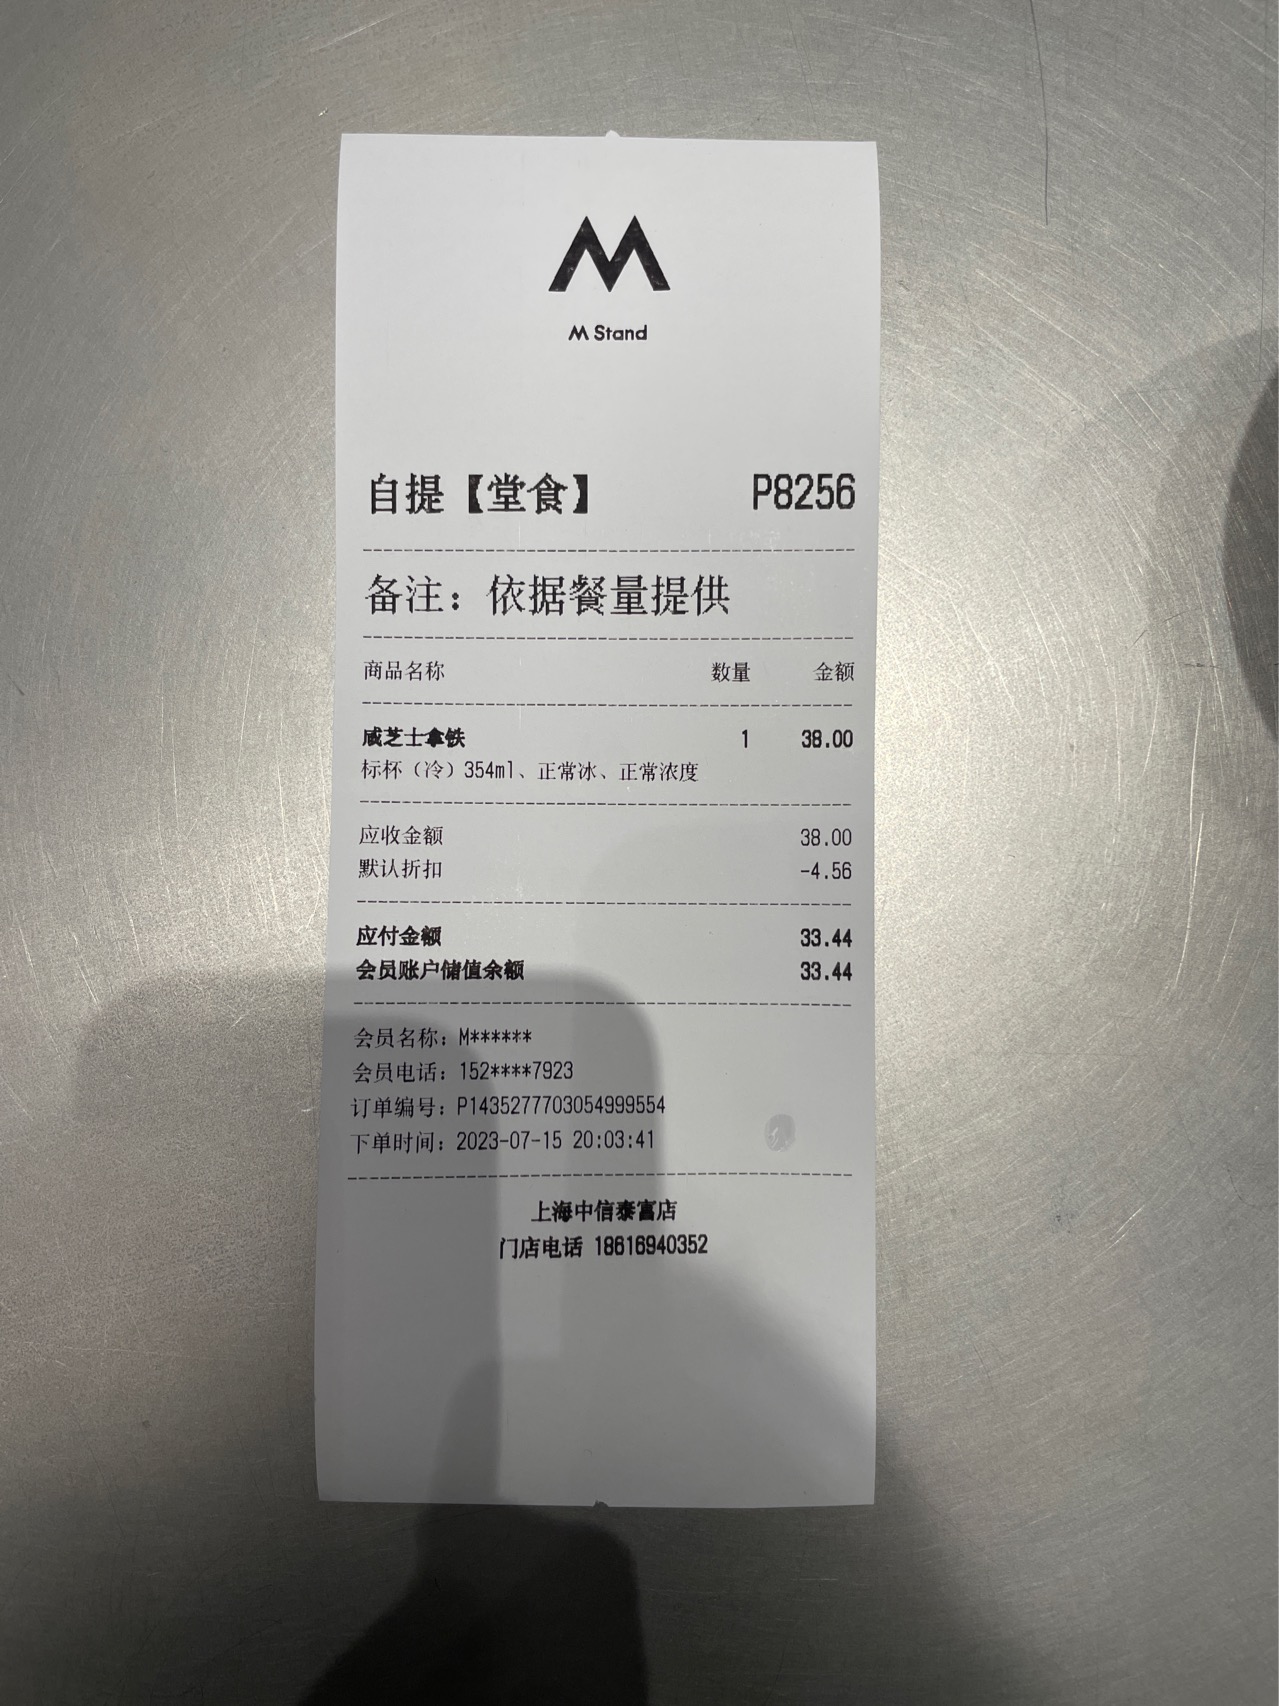 M Stand
自提【堂食】 P8256
备注：依据餐量提供
商品名称 数量 金额
咸芝士拿铁 1 38.00
标杯（冷）354ml、正常冰、正常浓度
应收金额 38.00
默认折扣 -4.56
应付金额 33.44
会员账户储值余额 33.44
会员名称：M******
会员电话：152****7923
订单编号：P1435277703054999554
下单时间：2023-07-15 20:03:41
上海中信泰富店
门店电话 18616940352